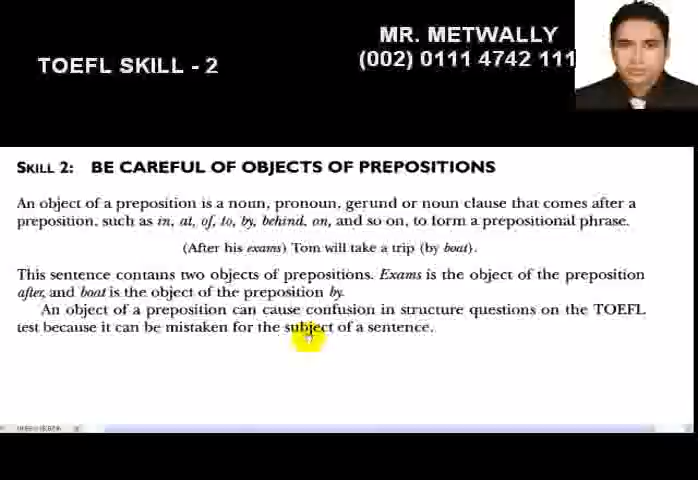 TOEFL SKILL - 2
MR. METWALLY
(002) 0111 4742 111
SKILL 2: BE CAREFUL OF OBJECTS OF PREPOSITIONS
An object of a preposition is a noun, pronoun, gerund or noun clause that comes after a
preposition, such as in, at, of, to, by, behind, on, and so on, to form a prepositional phrase.
(After his exams) Tom will take a trip (by boat).
This sentence contains two objects of prepositions. Exams is the object of the preposition
after, and boat is the object of the preposition by.
An object of a preposition can cause confusion in structure questions on the TOEFL
test because it can be mistaken for the subject of a sentence.